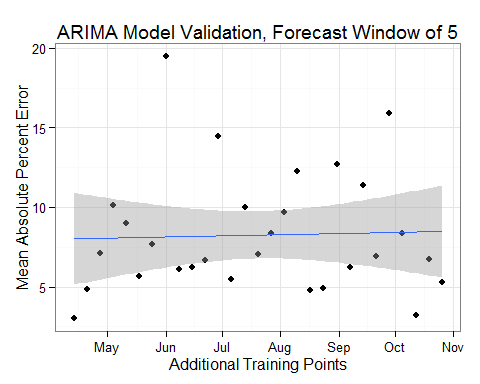 ARIMA Model Validation, Forecast Window of 5
Mean Absolute Percent Error
20
15
10
5
May Jun Jul Aug Sep Oct Nov
Additional Training Points